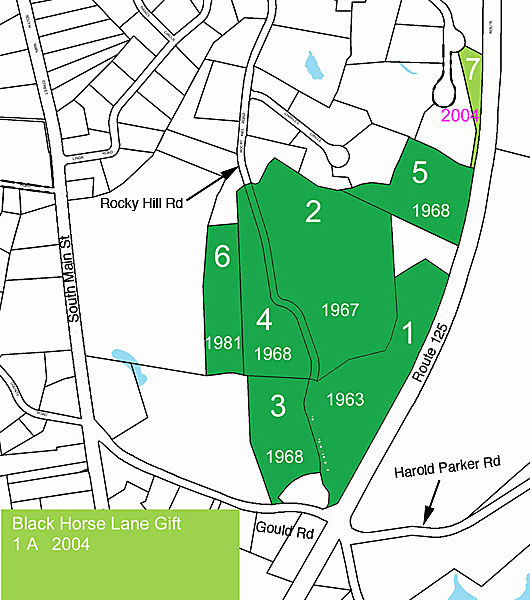 7
2004
5
1968
Rocky Hill Rd
2
6
South Main St
1967
4
1
1981
1968
Route 125
3
1963
1968
Harold Parker Rd
Gould Rd
Black Horse Lane Gift
1 A 2004